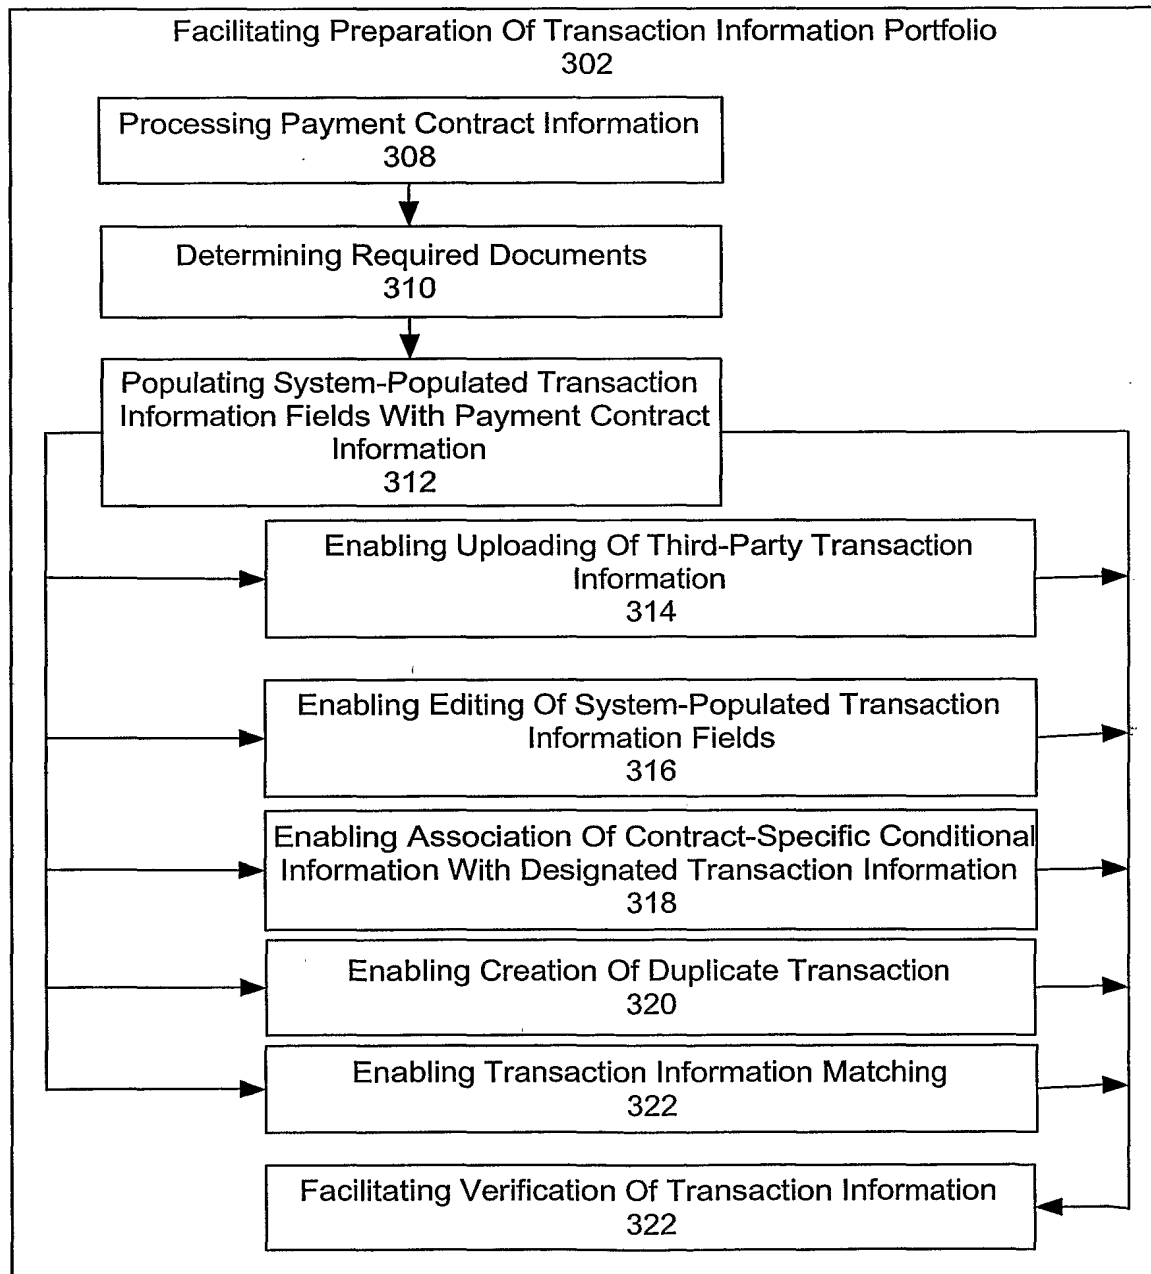 Facilitating Preparation Of Transaction Information Portfolio
302
Processing Payment Contract Information
308
Determining Required Documents
310
Populating System-Populated Transaction
Information Fields With Payment Contract
Information
312
Enabling Uploading Of Third-Party Transaction
Information
314
Enabling Editing Of System-Populated Transaction
Information Fields
316
Enabling Association Of Contract-Specific Conditional
Information With Designated Transaction Information
318
Enabling Creation Of Duplicate Transaction
320
Enabling Transaction Information Matching
322
Facilitating Verification Of Transaction Information
322